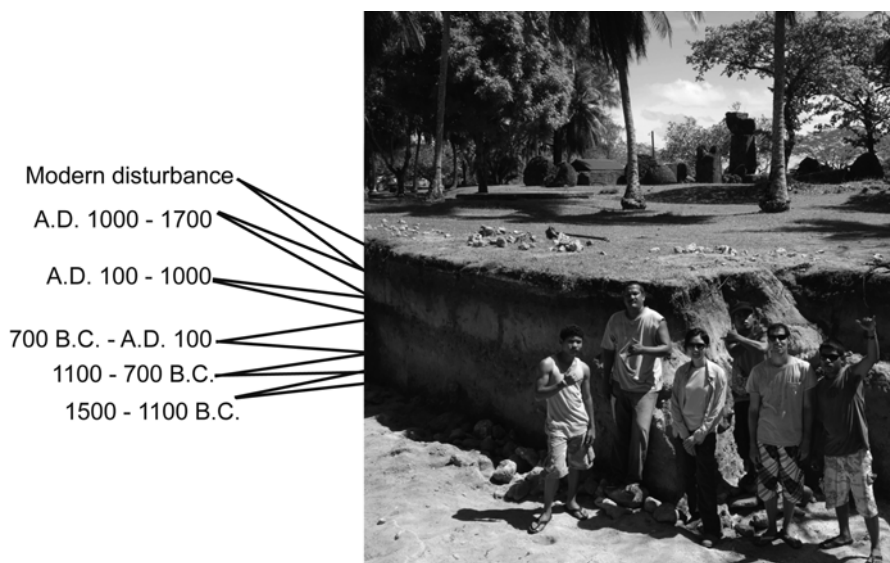 Modern disturbance
A.D. 1000 - 1700
A.D. 100 - 1000
700 B.C. - A.D. 100
1100 - 700 B.C.
1500 - 1100 B.C.